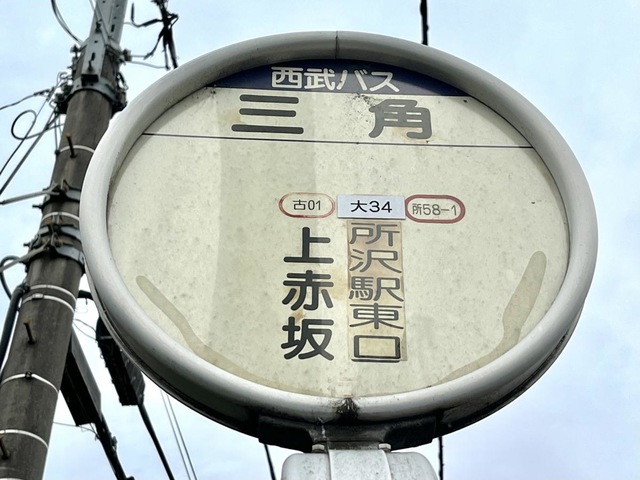 西武バス
三角
古01 大34 所58-1
上赤坂
所沢駅東口